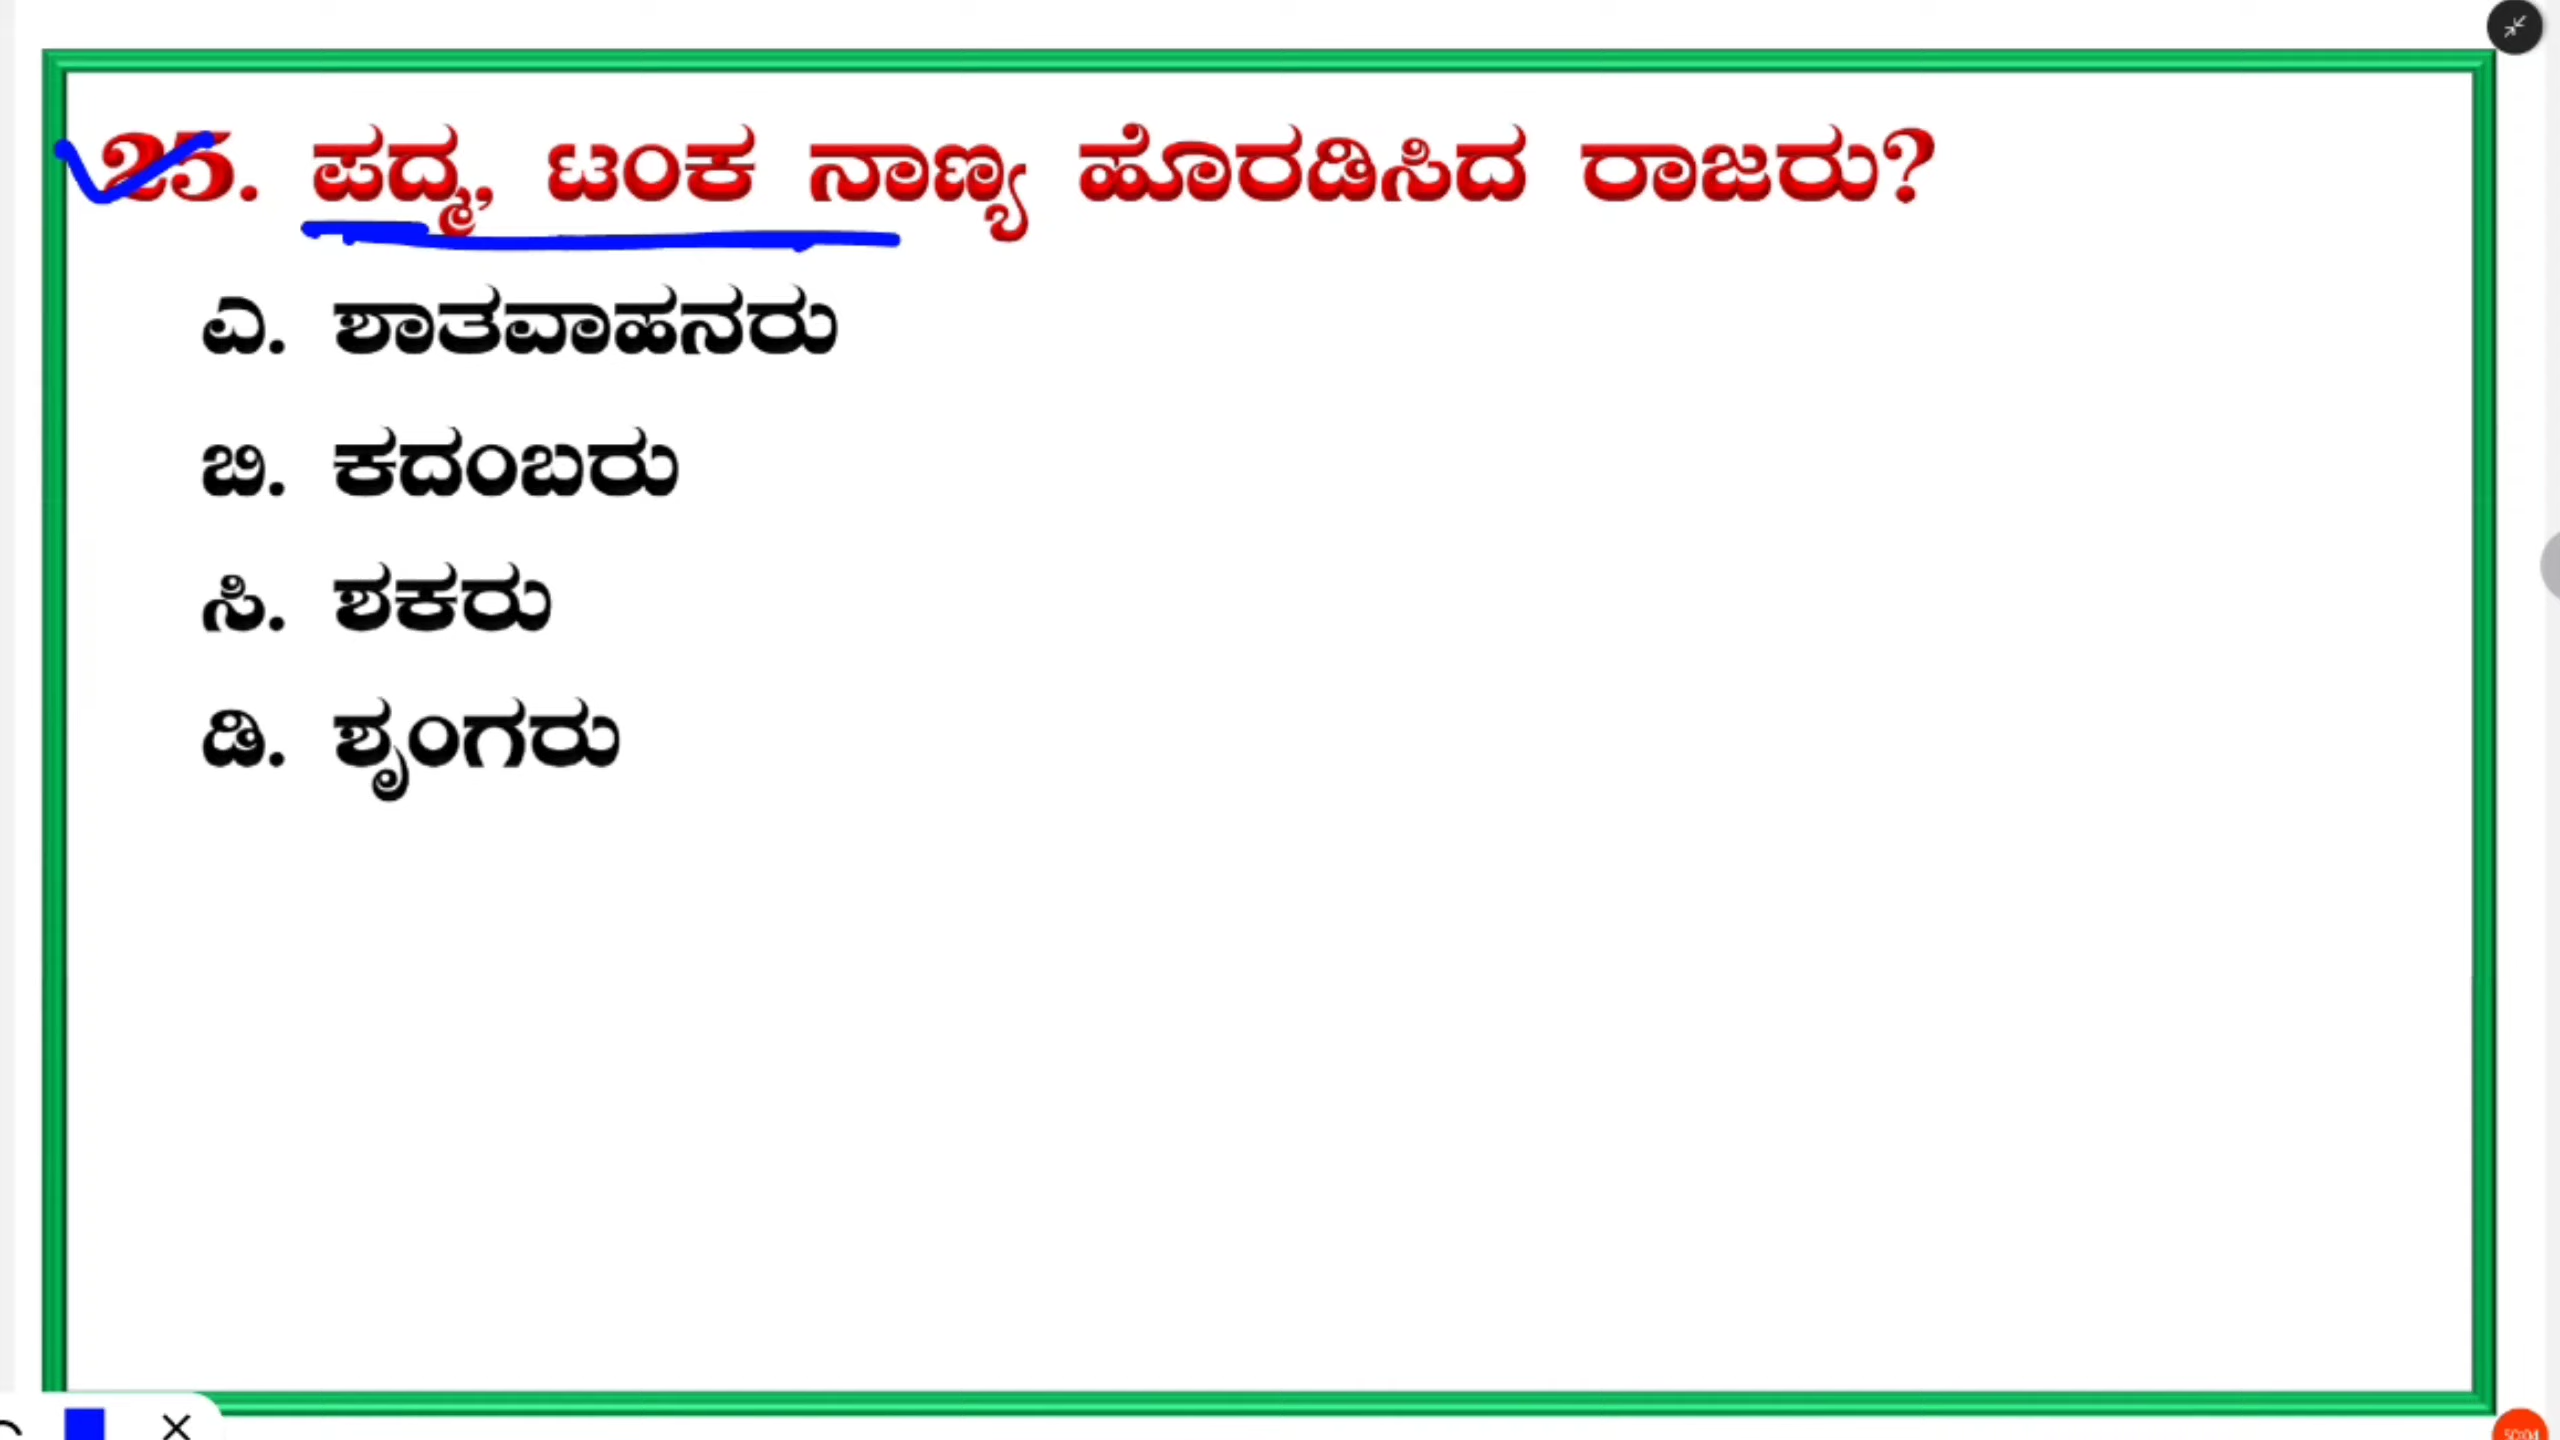 25. ಪದ್ಮ, ಟಂಕ ನಾಣ್ಯ ಹೊರಡಿಸಿದ ರಾಜರು?
ಎ. ಶಾತವಾಹನರು
ಬಿ. ಕದಂಬರು
ಸಿ. ಶಕರು
ಡಿ. ಶೃಂಗರು